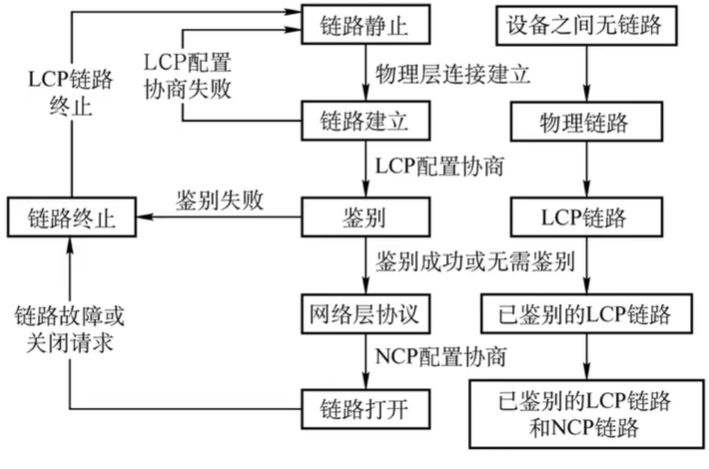 链路静止
设备之间无链路
LCP配置
协商失败
LCP链路
终止
物理层连接建立
链路建立
物理链路
LCP配置协商
鉴别失败
链路终止
鉴别
LCP链路
鉴别成功或无需鉴别
链路故障或
关闭请求
网络层协议
已鉴别的LCP链路
NCP配置协商
链路打开
已鉴别的LCP链路
和NCP链路